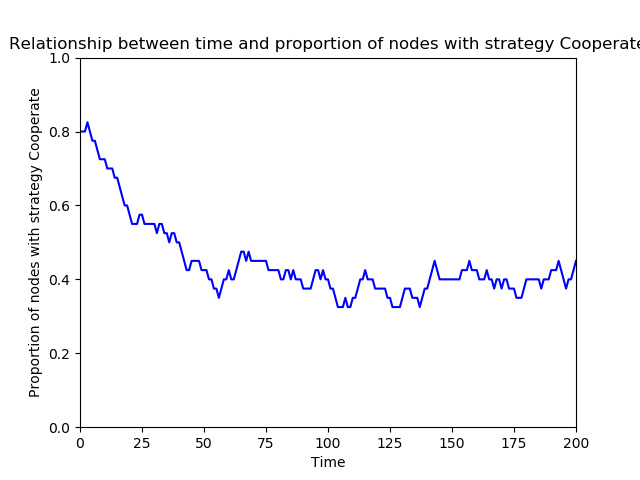 Relationship between time and proportion of nodes with strategy Cooperate
1.0
0.8
0.6
0.4
0.2
0.0
Proportion of nodes with strategy Cooperate
0 25 50 75 100 125 150 175 200
Time